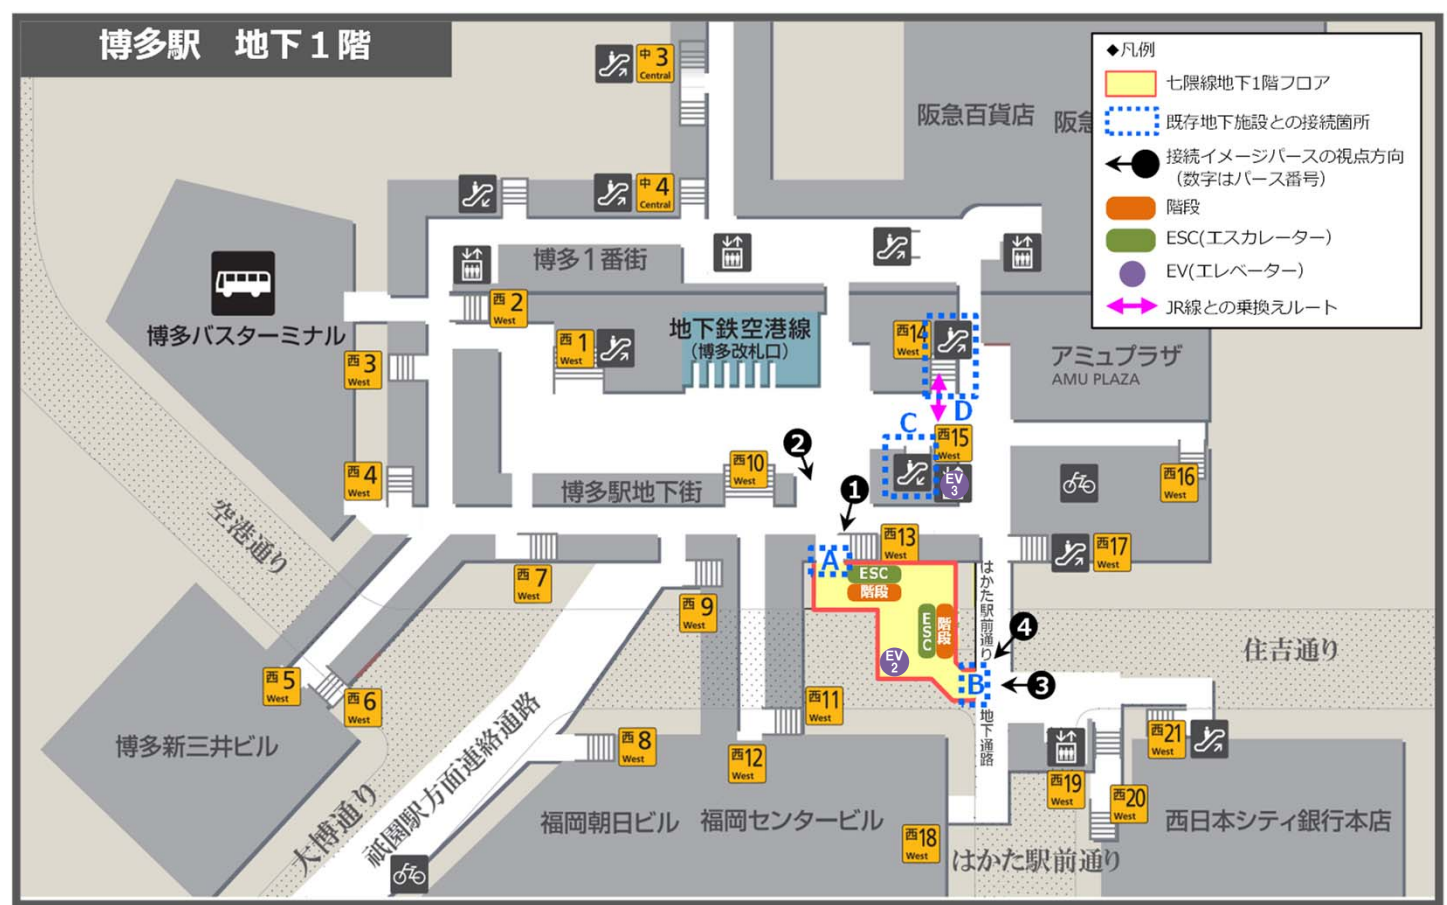 博多駅　地下１階
中3
Central
阪急百貨店
阪急
◆凡例
七隈線地下1階フロア
既存地下施設との接続箇所
接続イメージパースの視点方向
（数字はパース番号）
階段
ESC(エスカレーター)
EV(エレベーター)
JR線との乗換えルート
中4
Central
博多１番街
博多バスターミナル
西2
West
西1
West
地下鉄空港線
（博多改札口）
西14
West
アミュプラザ
AMU PLAZA
西3
West
D
C
西15
West
2
西10
West
西4
West
博多駅地下街
1
EV
3
西16
West
空港通り
西13
West
西17
West
A
ESC
階段
西7
West
西9
West
はかた駅前通り
地下通路
ESC
階段
4
EV
2
B
3
住吉通り
西5
West
西6
West
西11
West
博多新三井ビル
祇園駅方面連絡通路
西8
West
西12
West
西21
West
西19
West
西20
West
大博通り
福岡朝日ビル
福岡センタービル
西18
West
はかた駅前通り
西日本シティ銀行本店